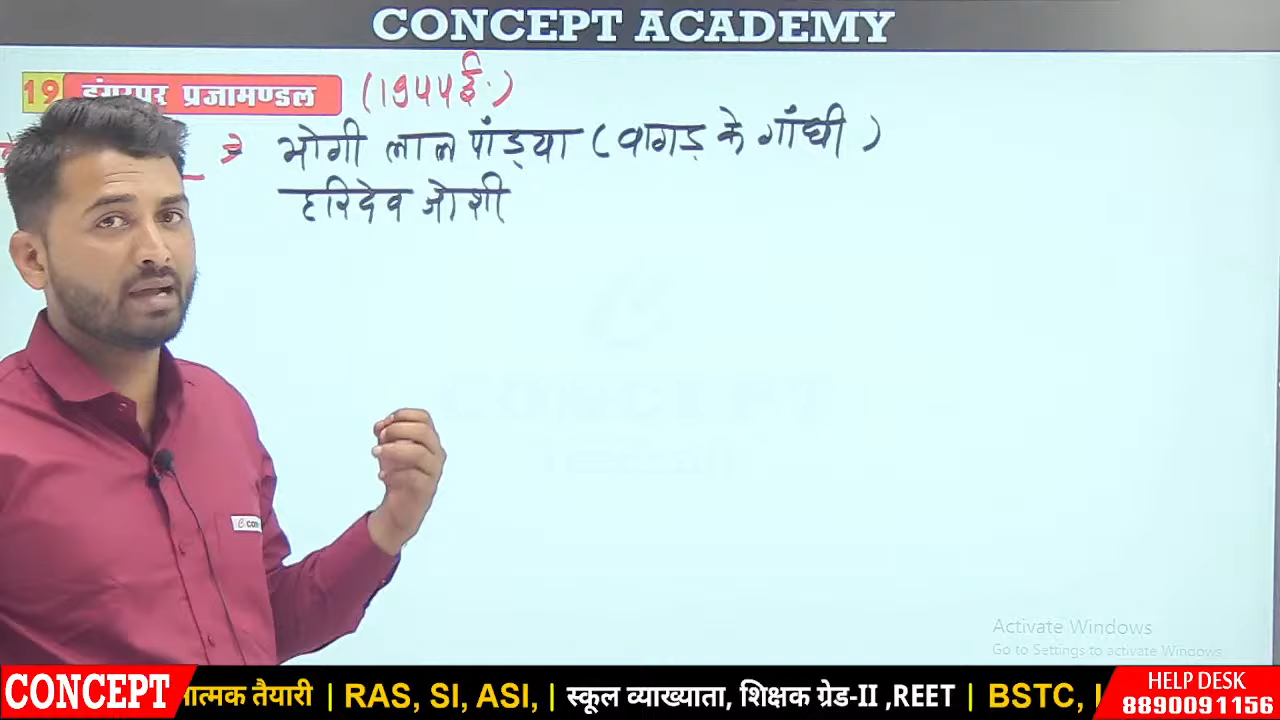 CONCEPT ACADEMY
19 डूंगरपुर प्रजामण्डल (1944ई.)
→ भोगी लाल पांड्या (वागड़ के गाँधी)
हरिदेव जोशी
CONCEPT
Activate Windows
Go to Settings to activate Windows.
CONCEPT तैयारी | RAS, SI, ASI, | स्कूल व्याख्याता, शिक्षक ग्रेड-II ,REET | BSTC, HELP DESK
8890091156